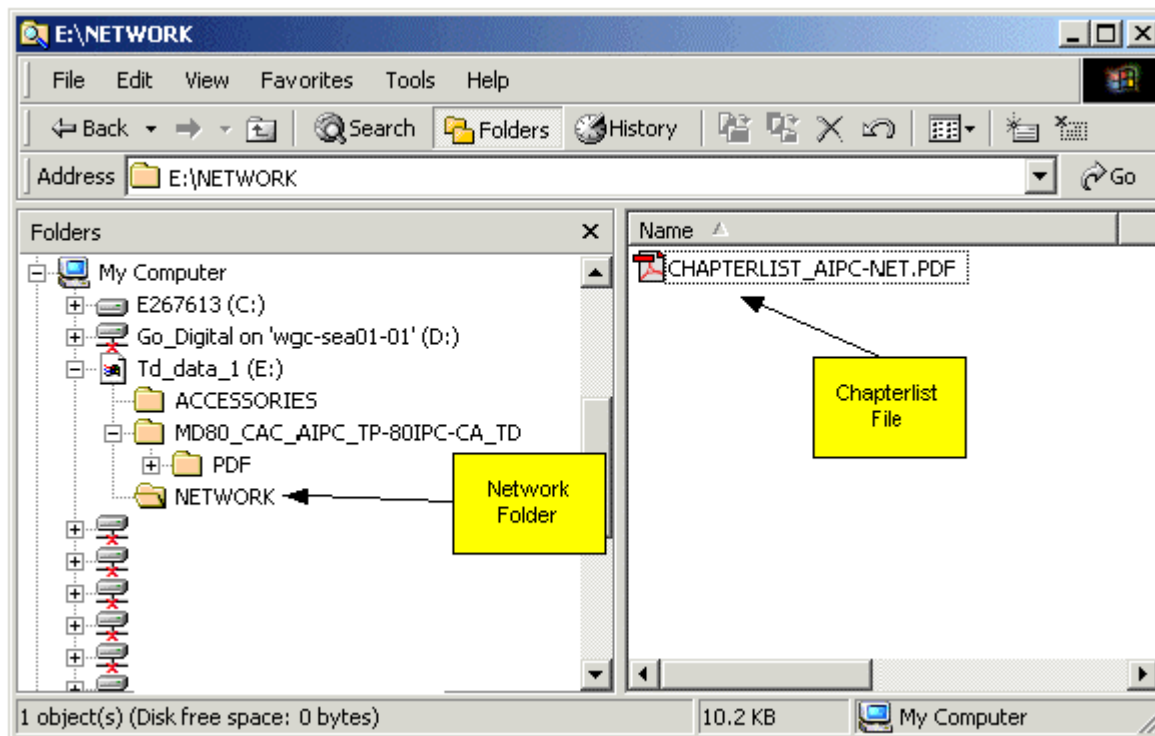 E:\NETWORK
File Edit View Favorites Tools Help
Back Search Folders History
Address E:\NETWORK Go
Folders
My Computer
E267613 (C:)
Go_Digital on 'wgc-sea01-01' (D:)
Td_data_1 (E:)
ACCESSORIES
MD80_CAC_AIPC_TP-80IPC-CA_TD
PDF
NETWORK
Network
Folder
Name
CHAPTERLIST_AIPC-NET.PDF
Chapterlist
File
1 object(s) (Disk free space: 0 bytes) 10.2 KB My Computer